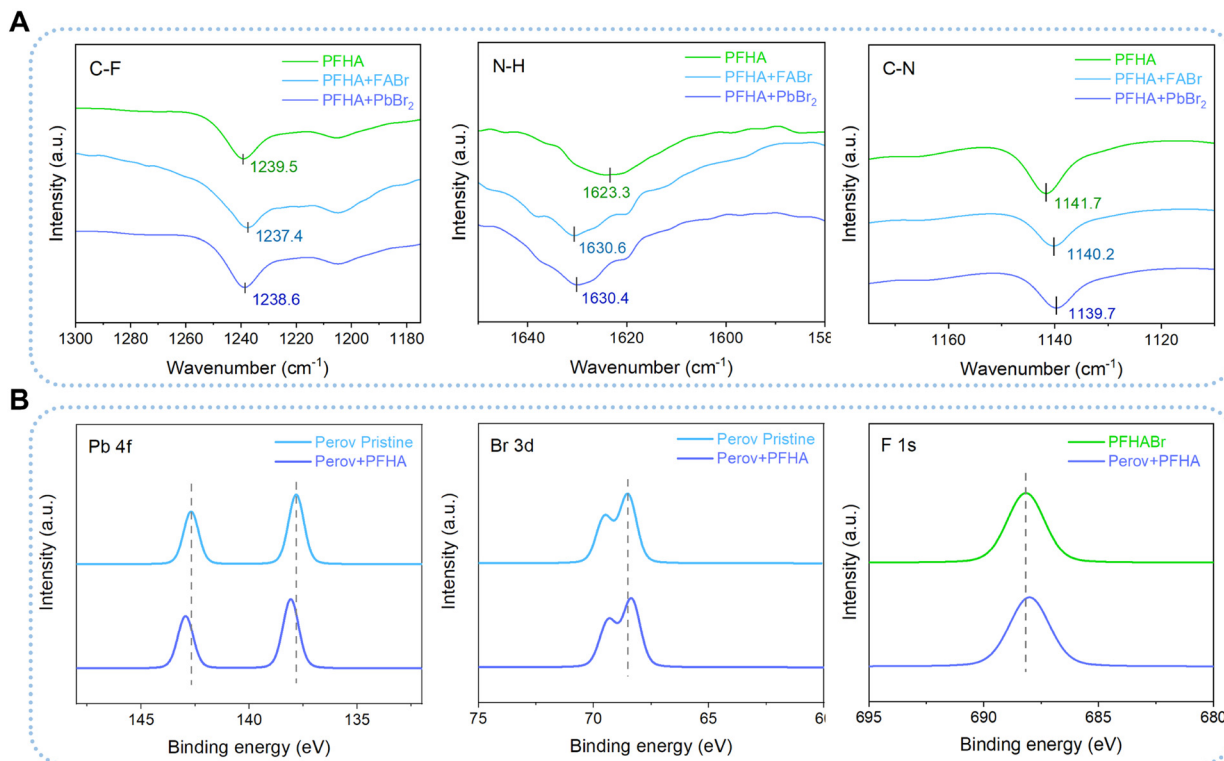 A
C-F
PFHA
PFHA+FABr
PFHA+PbBr₂
1239.5
1237.4
1238.6
Intensity (a.u.)
1300 1280 1260 1240 1220 1200 1180
Wavenumber (cm⁻¹)
N-H
PFHA
PFHA+FABr
PFHA+PbBr₂
1623.3
1630.6
1630.4
Intensity (a.u.)
1640 1620 1600 158
Wavenumber (cm⁻¹)
C-N
PFHA
PFHA+FABr
PFHA+PbBr₂
1141.7
1140.2
1139.7
Intensity (a.u.)
1160 1140 1120
Wavenumber (cm⁻¹)
B
Pb 4f
Perov Pristine
Perov+PFHA
Intensity (a.u.)
145 140 135
Binding energy (eV)
Br 3d
Perov Pristine
Perov+PFHA
Intensity (a.u.)
75 70 65
Binding energy (eV)
F 1s
PFHABr
Perov+PFHA
Intensity (a.u.)
695 690 685 680
Binding energy (eV)